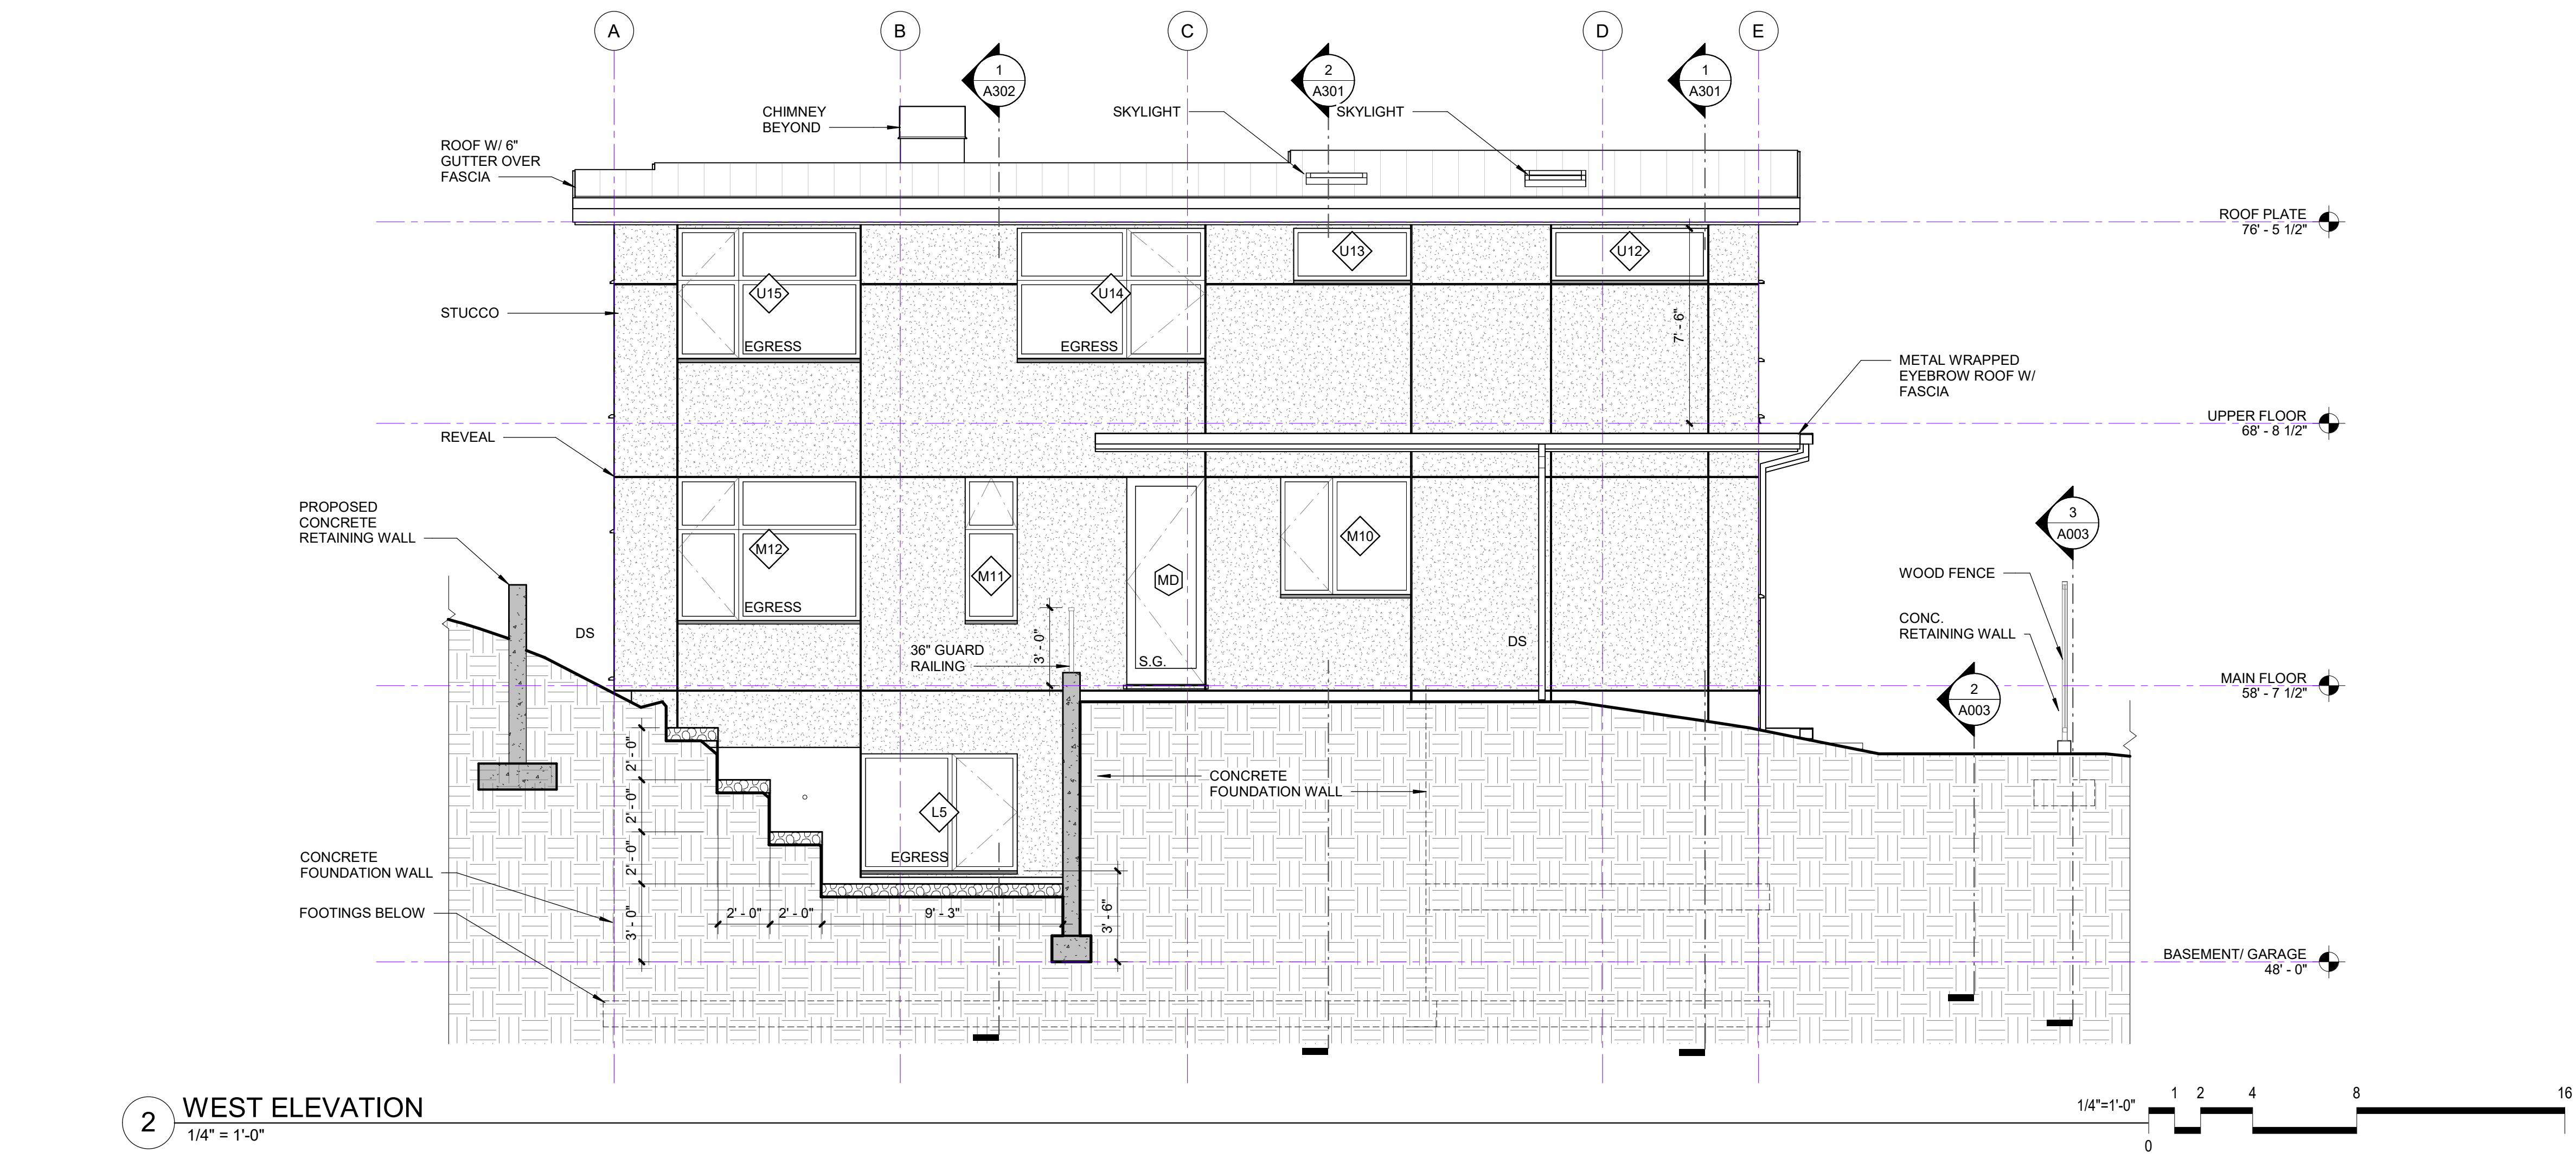 A
B
C
D
E
1
A302
2
A301
1
A301
CHIMNEY
BEYOND
SKYLIGHT
SKYLIGHT
ROOF W/ 6"
GUTTER OVER
FASCIA
ROOF PLATE
76' - 5 1/2"
U15
U14
U13
U12
STUCCO
7' - 6"
EGRESS
EGRESS
METAL WRAPPED
EYEBROW ROOF W/
FASCIA
UPPER FLOOR
68' - 8 1/2"
REVEAL
PROPOSED
CONCRETE
RETAINING WALL
3
A003
M12
M11
MD
M10
WOOD FENCE
EGRESS
CONC.
RETAINING WALL
DS
36" GUARD
RAILING
3' - 0"
S.G.
DS
MAIN FLOOR
58' - 7 1/2"
2
A003
2' - 0"
2' - 0"
2' - 0"
3' - 0"
CONCRETE
FOUNDATION WALL
L5
EGRESS
CONCRETE
FOUNDATION WALL
FOOTINGS BELOW
2' - 0"
2' - 0"
9' - 3"
3' - 6"
BASEMENT/ GARAGE
48' - 0"
2
WEST ELEVATION
1/4" = 1'-0"
1/4"=1'-0"
0
1
2
4
8
16